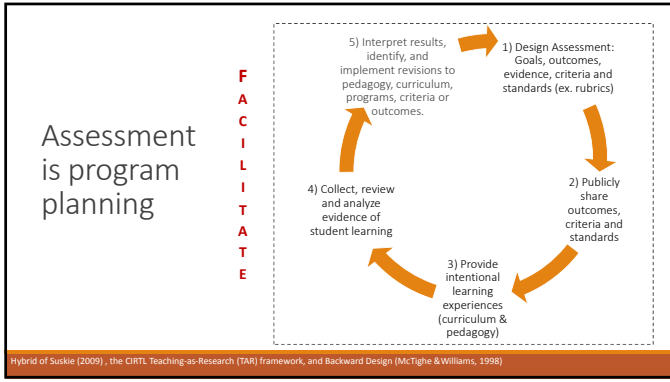 Assessment
is program
planning
F
A
C
I
L
I
T
A
T
E
1) Design Assessment:
Goals, outcomes,
evidence, criteria and
standards (ex. rubrics)
2) Publicly
share
outcomes,
criteria and
standards
3) Provide
intentional
learning
experiences
(curriculum &
pedagogy)
4) Collect, review
and analyze
evidence of
student learning
5) Interpret results,
identify, and
implement revisions to
pedagogy, curriculum,
programs, criteria or
outcomes.
Hybrid of Suskie (2009) , the CIRTL Teaching-as-Research (TAR) framework, and Backward Design (McTighe & Williams, 1998)